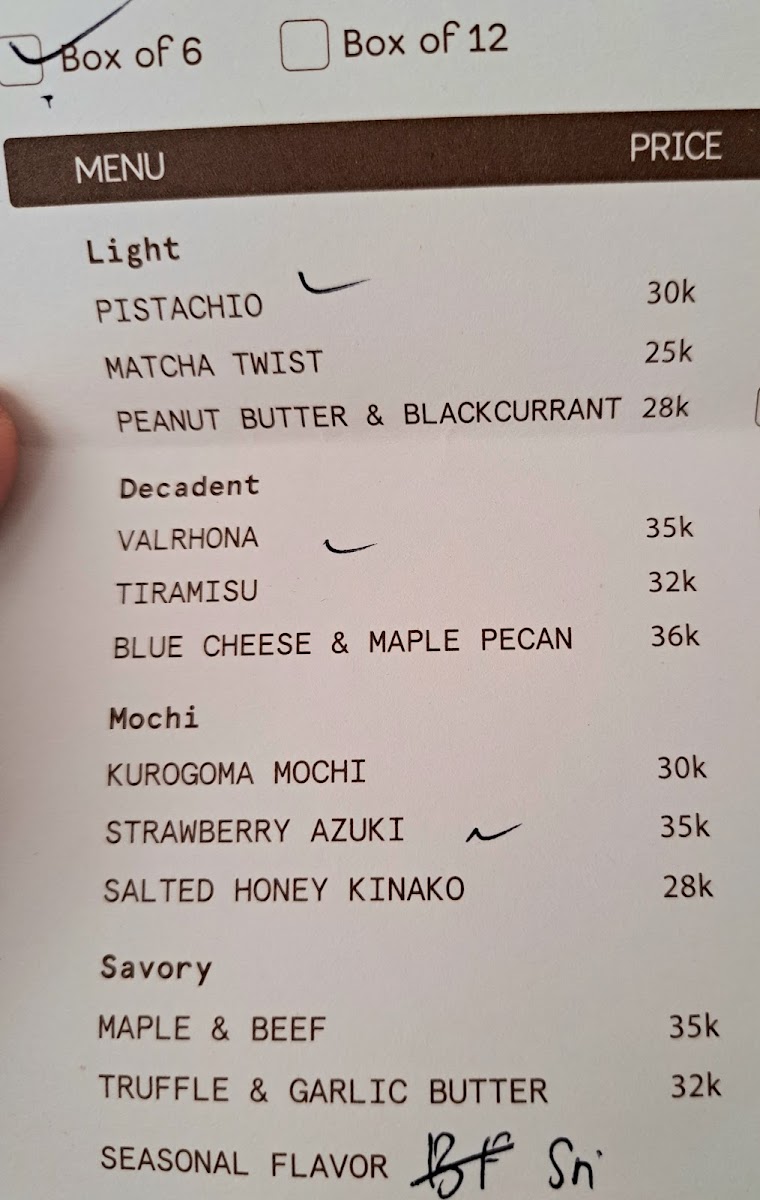 Box of 6 Box of 12
MENU PRICE
Light
PISTACHIO 30k
MATCHA TWIST 25k
PEANUT BUTTER & BLACKCURRANT 28k
Decadent
VALRHONA 35k
TIRAMISU 32k
BLUE CHEESE & MAPLE PECAN 36k
Mochi
KUROGOMA MOCHI 30k
STRAWBERRY AZUKI 35k
SALTED HONEY KINAKO 28k
Savory
MAPLE & BEEF 35k
TRUFFLE & GARLIC BUTTER 32k
SEASONAL FLAVOR